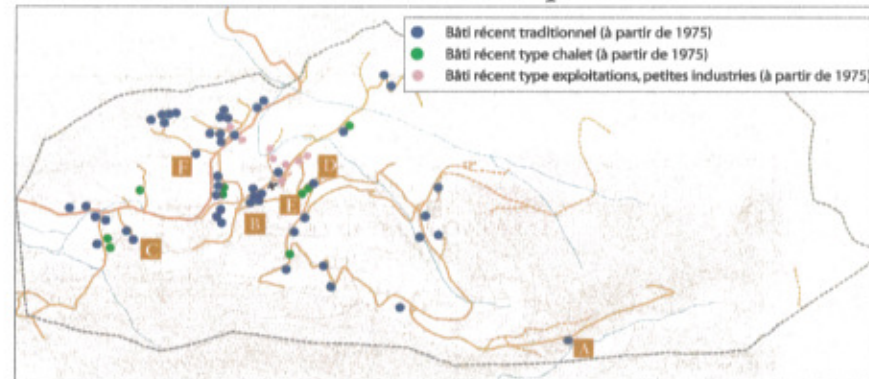 Bâti récent traditionnel (à partir de 1975)
Bâti récent type chalet (à partir de 1975)
Bâti récent type exploitations, petites industries (à partir de 1975)
F
D
E
B
C
A